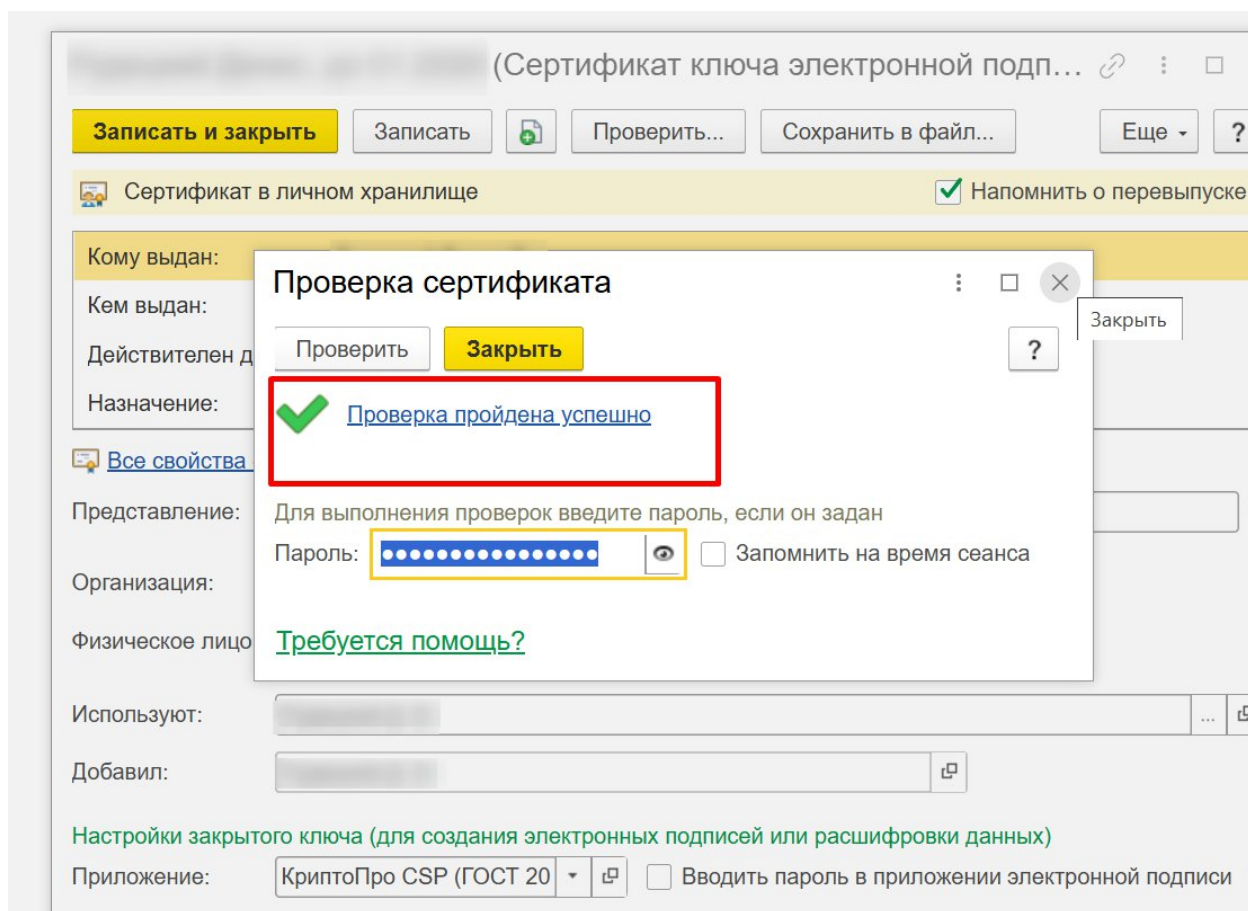 (Сертификат ключа электронной подп...
Записать и закрыть Записать Проверить... Сохранить в файл... Еще ?
Сертификат в личном хранилище Напомнить о перевыпуске
Кому выдан:
Кем выдан:
Действителен д
Назначение:
Проверка сертификата
Закрыть
Проверить Закрыть ?
Проверка пройдена успешно
Все свойства
Представление:
Для выполнения проверок введите пароль, если он задан
Пароль: Запомнить на время сеанса
Организация:
Физическое лицо
Требуется помощь?
Используют: ...
Добавил:
Настройки закрытого ключа (для создания электронных подписей или расшифровки данных)
Приложение: КриптоПро CSP (ГОСТ 20 Вводить пароль в приложении электронной подписи